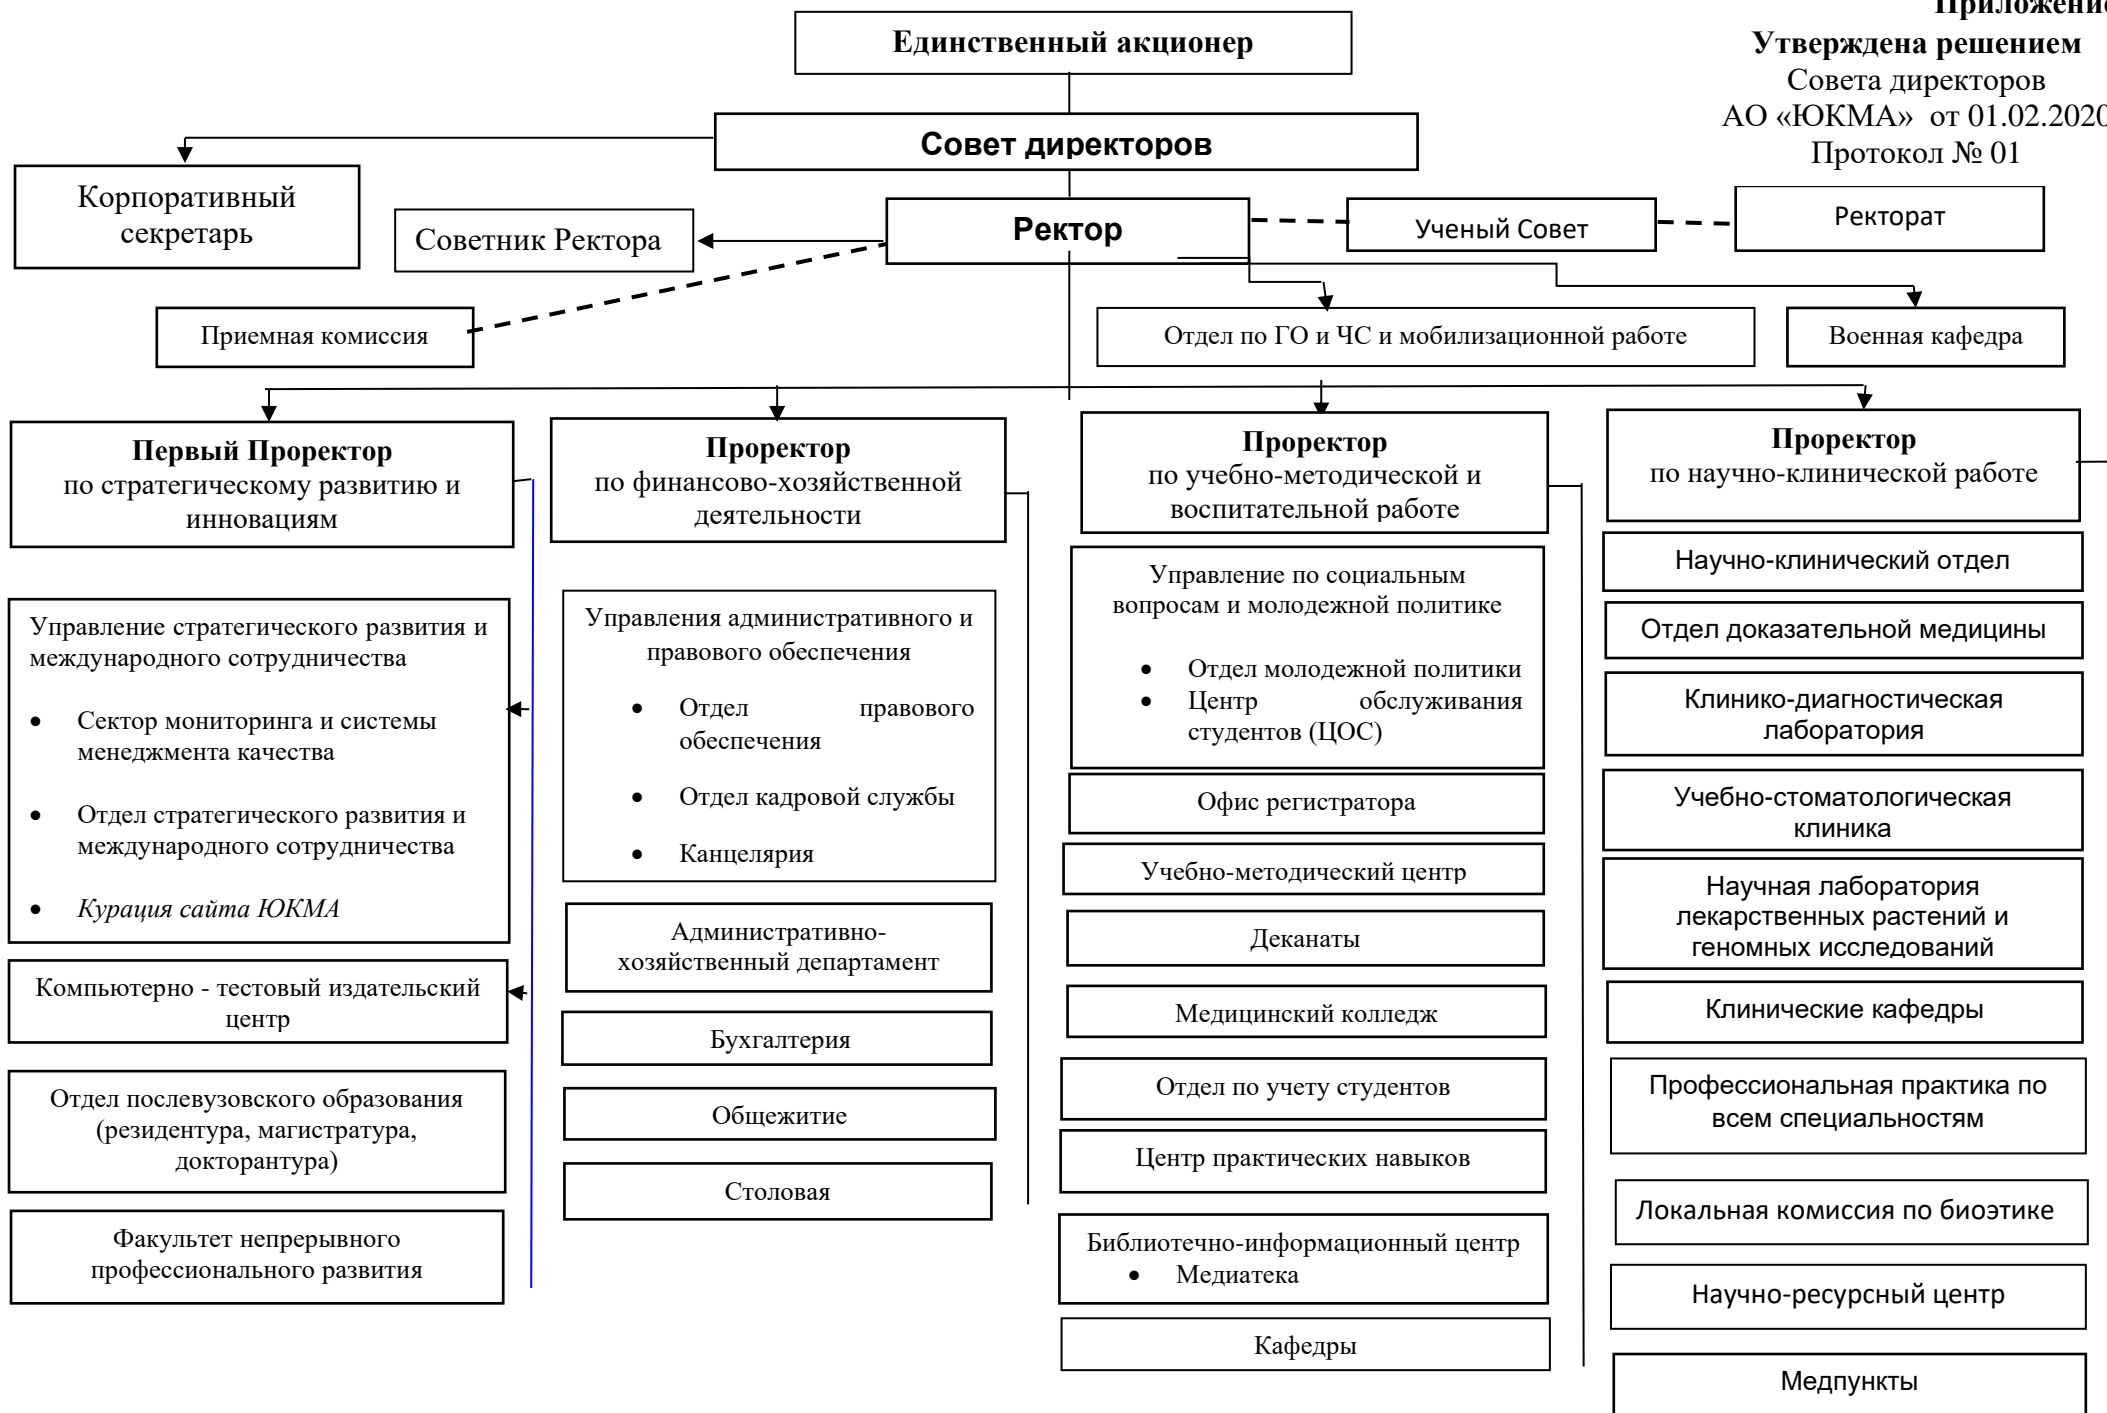 Приложение
Утверждена решением
Совета директоров
АО «ЮКМА» от 01.02.2020
Протокол № 01
Единственный акционер
Совет директоров
Корпоративный
секретарь
Советник Ректора
Ректор
Ученый Совет
Ректорат
Приемная комиссия
Отдел по ГО и ЧС и мобилизационной работе
Военная кафедра
Первый Проректор
по стратегическому развитию и
инновациям
Управление стратегического развития и
международного сотрудничества
• Сектор мониторинга и системы
менеджмента качества
• Отдел стратегического развития и
международного сотрудничества
• Курация сайта ЮКМА
Компьютерно - тестовый издательский
центр
Отдел послевузовского образования
(резидентура, магистратура,
докторантура)
Факультет непрерывного
профессионального развития
Проректор
по финансово-хозяйственной
деятельности
Управления административного и
правового обеспечения
• Отдел правового
обеспечения
• Отдел кадровой службы
• Канцелярия
Административно-
хозяйственный департамент
Бухгалтерия
Общежитие
Столовая
Проректор
по учебно-методической и
воспитательной работе
Управление по социальным
вопросам и молодежной политике
• Отдел молодежной политики
• Центр обслуживания
студентов (ЦОС)
Офис регистратора
Учебно-методический центр
Деканаты
Медицинский колледж
Отдел по учету студентов
Центр практических навыков
Библиотечно-информационный центр
• Медиатека
Кафедры
Проректор
по научно-клинической работе
Научно-клинический отдел
Отдел доказательной медицины
Клинико-диагностическая
лаборатория
Учебно-стоматологическая
клиника
Научная лаборатория
лекарственных растений и
геномных исследований
Клинические кафедры
Профессиональная практика по
всем специальностям
Локальная комиссия по биоэтике
Научно-ресурсный центр
Медпункты